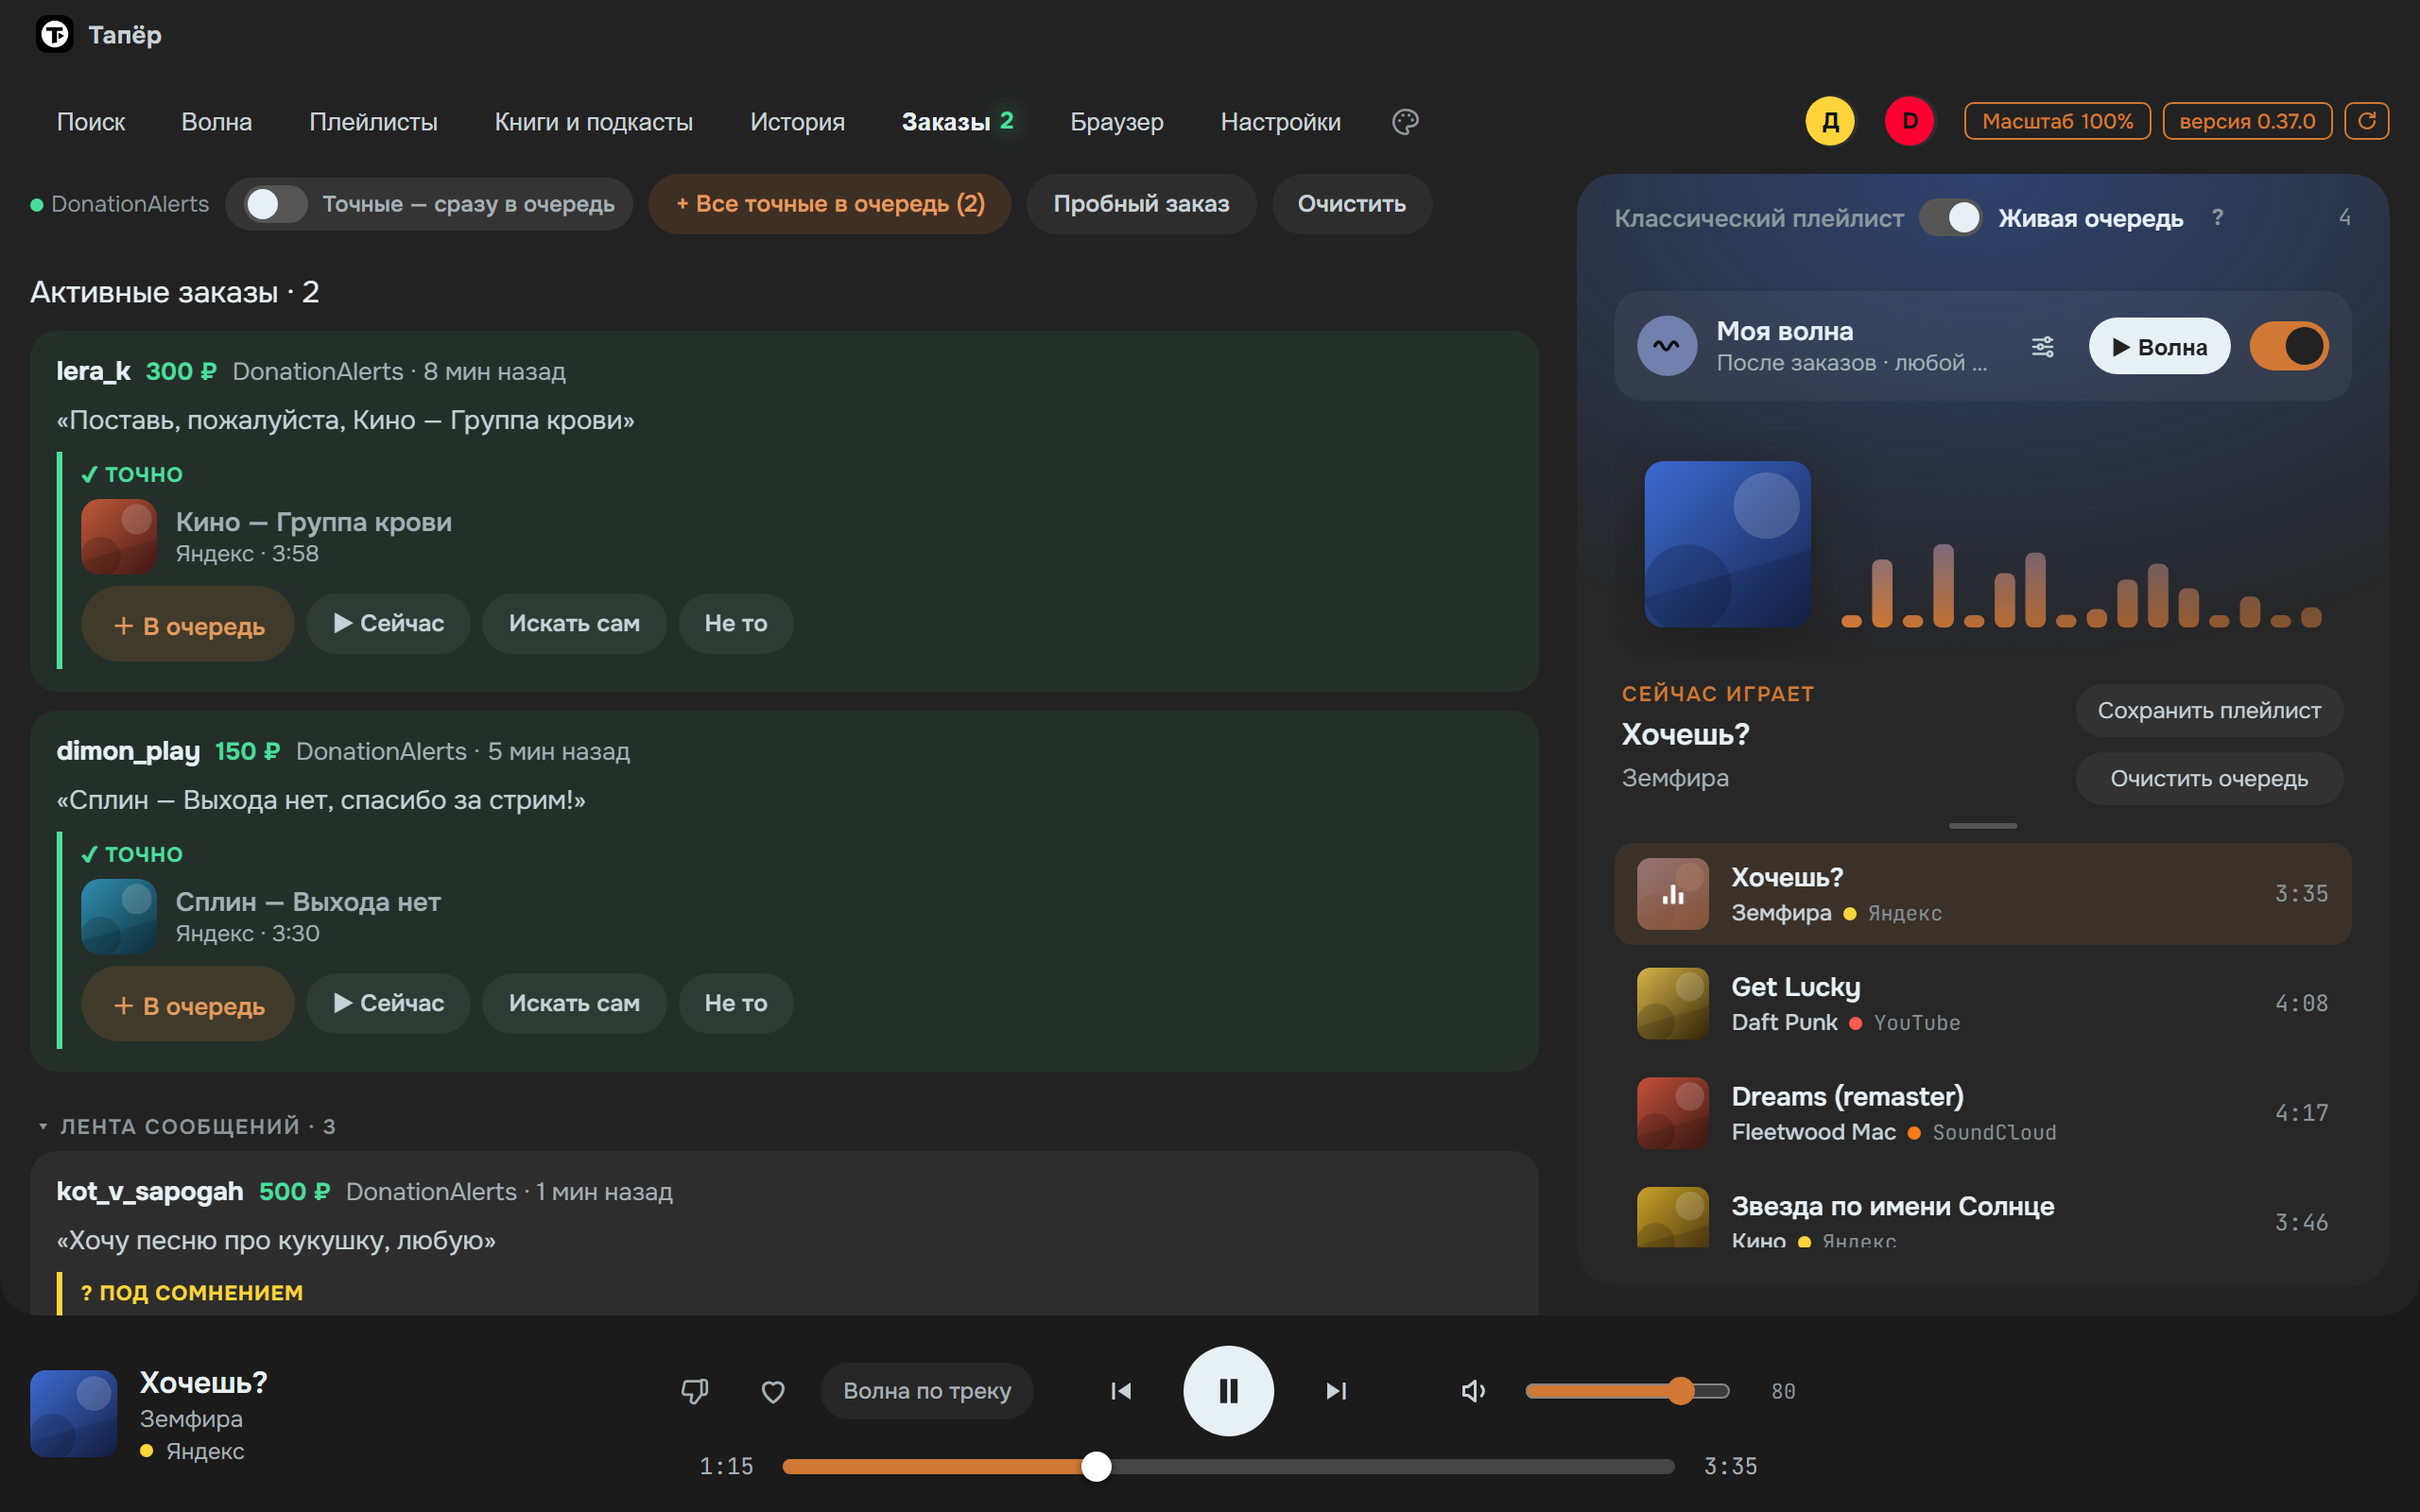 Тапёр
Поиск Волна Плейлисты Книги и подкасты История Заказы 2 Браузер Настройки Д D Масштаб 100% версия 0.37.0
DonationAlerts Точные — сразу в очередь + Все точные в очередь (2) Пробный заказ Очистить
Активные заказы · 2
lera_k 300 ₽ DonationAlerts · 8 мин назад
«Поставь, пожалуйста, Кино — Группа крови»
✓ ТОЧНО
Кино — Группа крови
Яндекс · 3:58
+ В очередь ▶ Сейчас Искать сам Не то
dimon_play 150 ₽ DonationAlerts · 5 мин назад
«Сплин — Выхода нет, спасибо за стрим!»
✓ ТОЧНО
Сплин — Выхода нет
Яндекс · 3:30
+ В очередь ▶ Сейчас Искать сам Не то
ЛЕНТА СООБЩЕНИЙ · 3
kot_v_sapogah 500 ₽ DonationAlerts · 1 мин назад
«Хочу песню про кукушку, любую»
? ПОД СОМНЕНИЕМ
Классический плейлист Живая очередь ? 4
Моя волна
После заказов · любой ...
▶ Волна
СЕЙЧАС ИГРАЕТ
Хочешь?
Земфира
Сохранить плейлист
Очистить очередь
Хочешь?
Земфира Яндекс
3:35
Get Lucky
Daft Punk YouTube
4:08
Dreams (remaster)
Fleetwood Mac SoundCloud
4:17
Звезда по имени Солнце
Кино Яндекс
3:46
Хочешь?
Земфира
Яндекс
Волна по треку
80
1:15 3:35